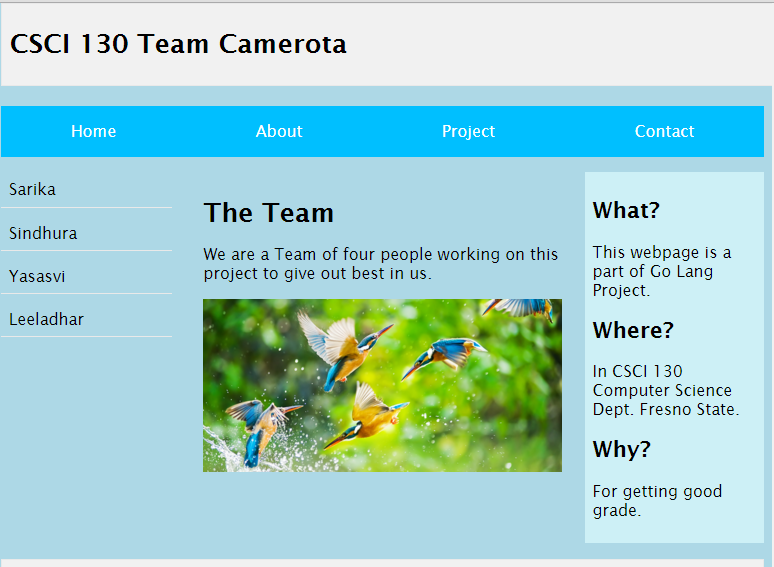 CSCI 130 Team Camerota
Home About Project Contact
Sarika
Sindhura
Yasasvi
Leeladhar
The Team
We are a Team of four people working on this
project to give out best in us.
What?
This webpage is a
part of Go Lang
Project.
Where?
In CSCI 130
Computer Science
Dept. Fresno State.
Why?
For getting good
grade.